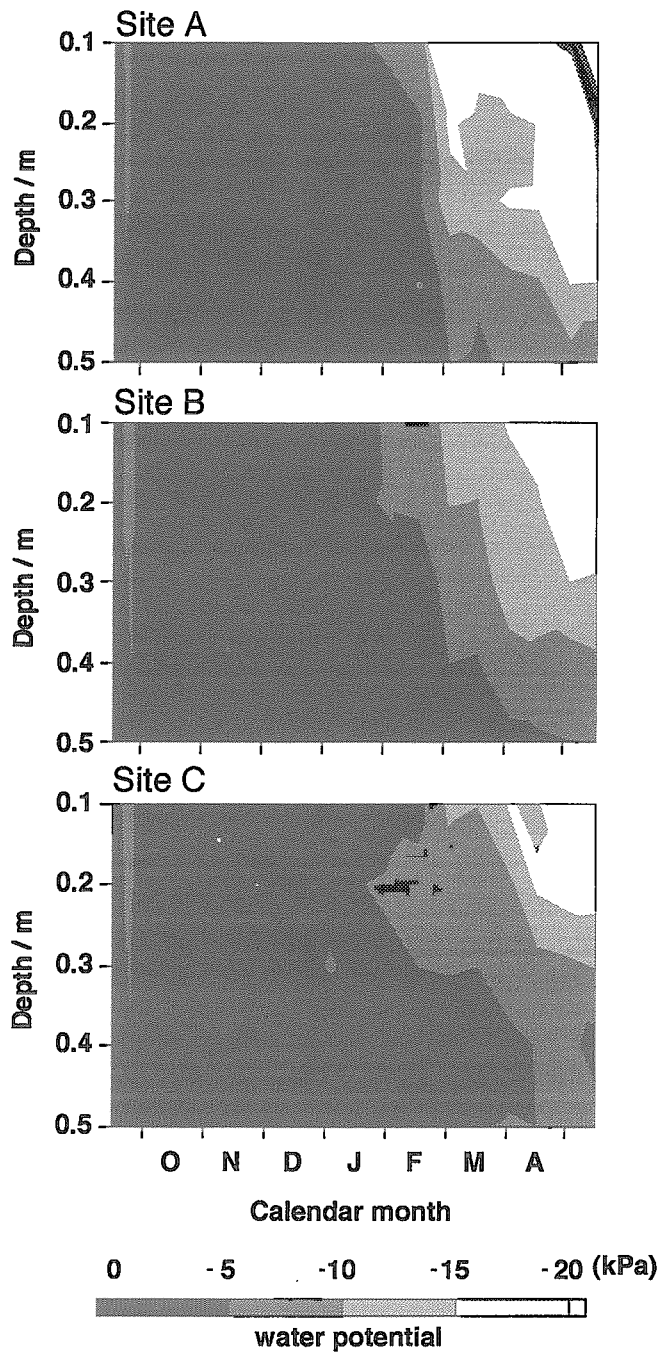 Site A
0.1
0.2
0.3
0.4
0.5
Depth / m
Site B
0.1
0.2
0.3
0.4
0.5
Depth / m
Site C
0.1
0.2
0.3
0.4
0.5
Depth / m
O N D J F M A
Calendar month
0 -5 -10 -15 -20 (kPa)
water potential